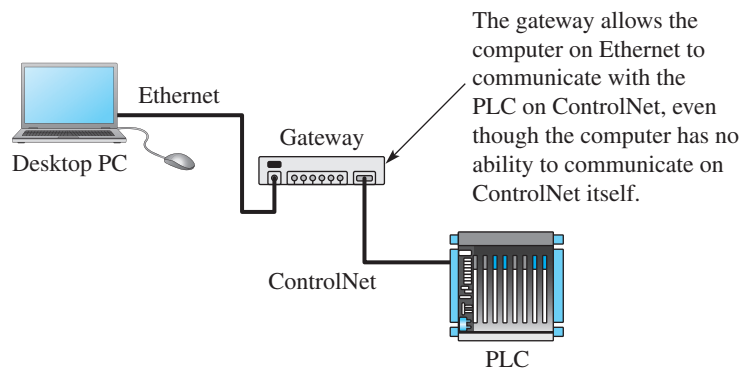 The gateway allows the
computer on Ethernet to
communicate with the
PLC on ControlNet, even
though the computer has no
ability to communicate on
ControlNet itself.
Ethernet
Gateway
Desktop PC
ControlNet
PLC